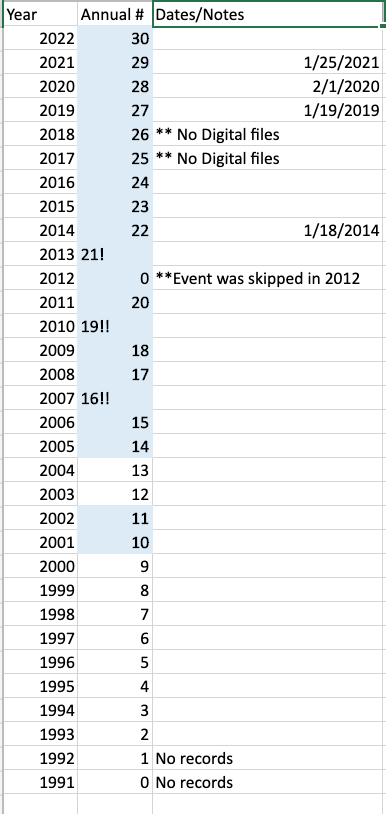 Year Annual # Dates/Notes
2022 30
2021 29 1/25/2021
2020 28 2/1/2020
2019 27 1/19/2019
2018 26 ** No Digital files
2017 25 ** No Digital files
2016 24
2015 23
2014 22 1/18/2014
2013 21!
2012 0 **Event was skipped in 2012
2011 20
2010 19!!
2009 18
2008 17
2007 16!!
2006 15
2005 14
2004 13
2003 12
2002 11
2001 10
2000 9
1999 8
1998 7
1997 6
1996 5
1995 4
1994 3
1993 2
1992 1 No records
1991 0 No records